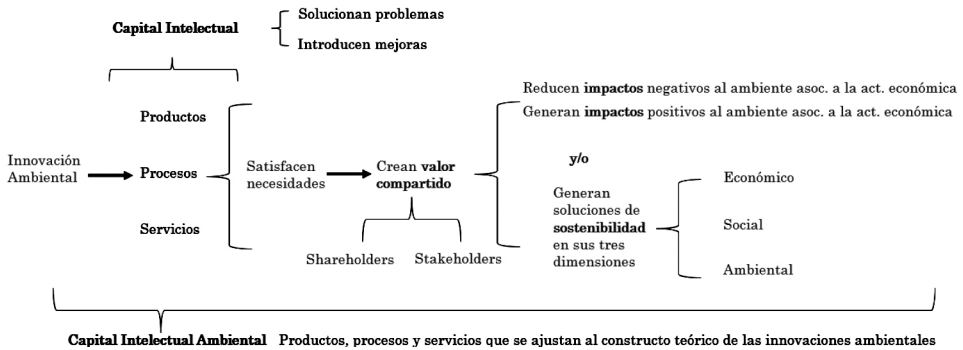 Capital Intelectual
Solucionan problemas
Introducen mejoras
Reducen impactos negativos al ambiente asoc. a la act. económica
Generan impactos positivos al ambiente asoc. a la act. económica
Productos
Innovación
Ambiental
Procesos
Servicios
Satisfacen
necesidades
Crean valor
compartido
Shareholders
Stakeholders
y/o
Generan
soluciones de
sostenibilidad
en sus tres
dimensiones
Económico
Social
Ambiental
Capital Intelectual Ambiental Productos, procesos y servicios que se ajustan al constructo teórico de las innovaciones ambientales